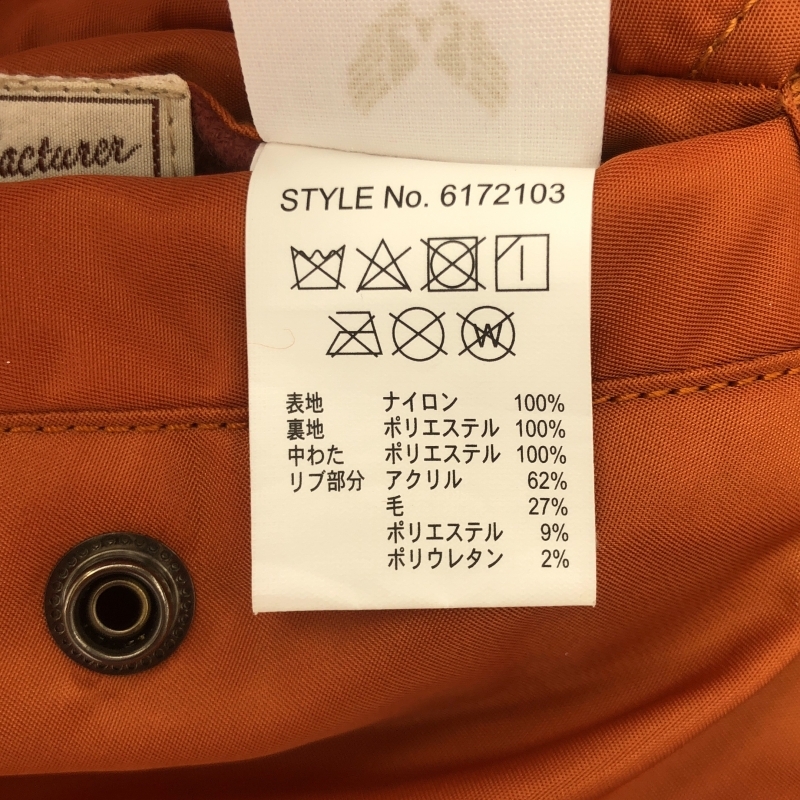 STYLE No. 6172103
W
表地 ナイロン 100%
裏地 ポリエステル 100%
中わた ポリエステル 100%
リブ部分 アクリル 62%
毛 27%
ポリエステル 9%
ポリウレタン 2%